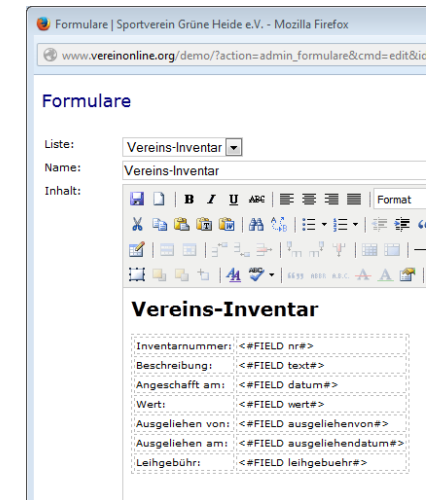 Formulare | Sportverein Grüne Heide e.V. - Mozilla Firefox
www.vereinonline.org/demo/?action=admin_formulare&cmd=edit&id
Formulare
Liste: Vereins-Inventar
Name: Vereins-Inventar
Inhalt:
B I U ABC Format
Vereins-Inventar
Inventarnummer: <#FIELD nr#>
Beschreibung: <#FIELD text#>
Angeschafft am: <#FIELD datum#>
Wert: <#FIELD wert#>
Ausgeliehen von: <#FIELD ausgeliehenvon#>
Ausgeliehen am: <#FIELD ausgeliehendatum#>
Leihgebühr: <#FIELD leihgebuehr#>